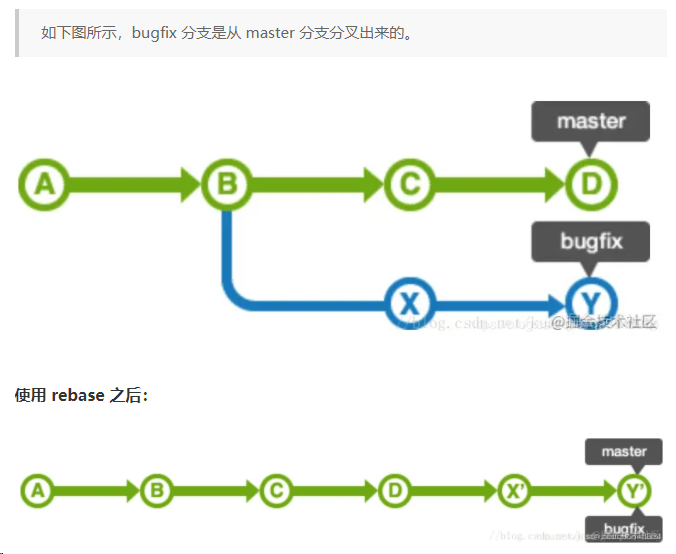 如下图所示，bugfix 分支是从 master 分支分叉出来的。
master
A B C D
bugfix
X Y
@掘金技术社区
使用 rebase 之后：
master
A B C D X' Y'
bugfix